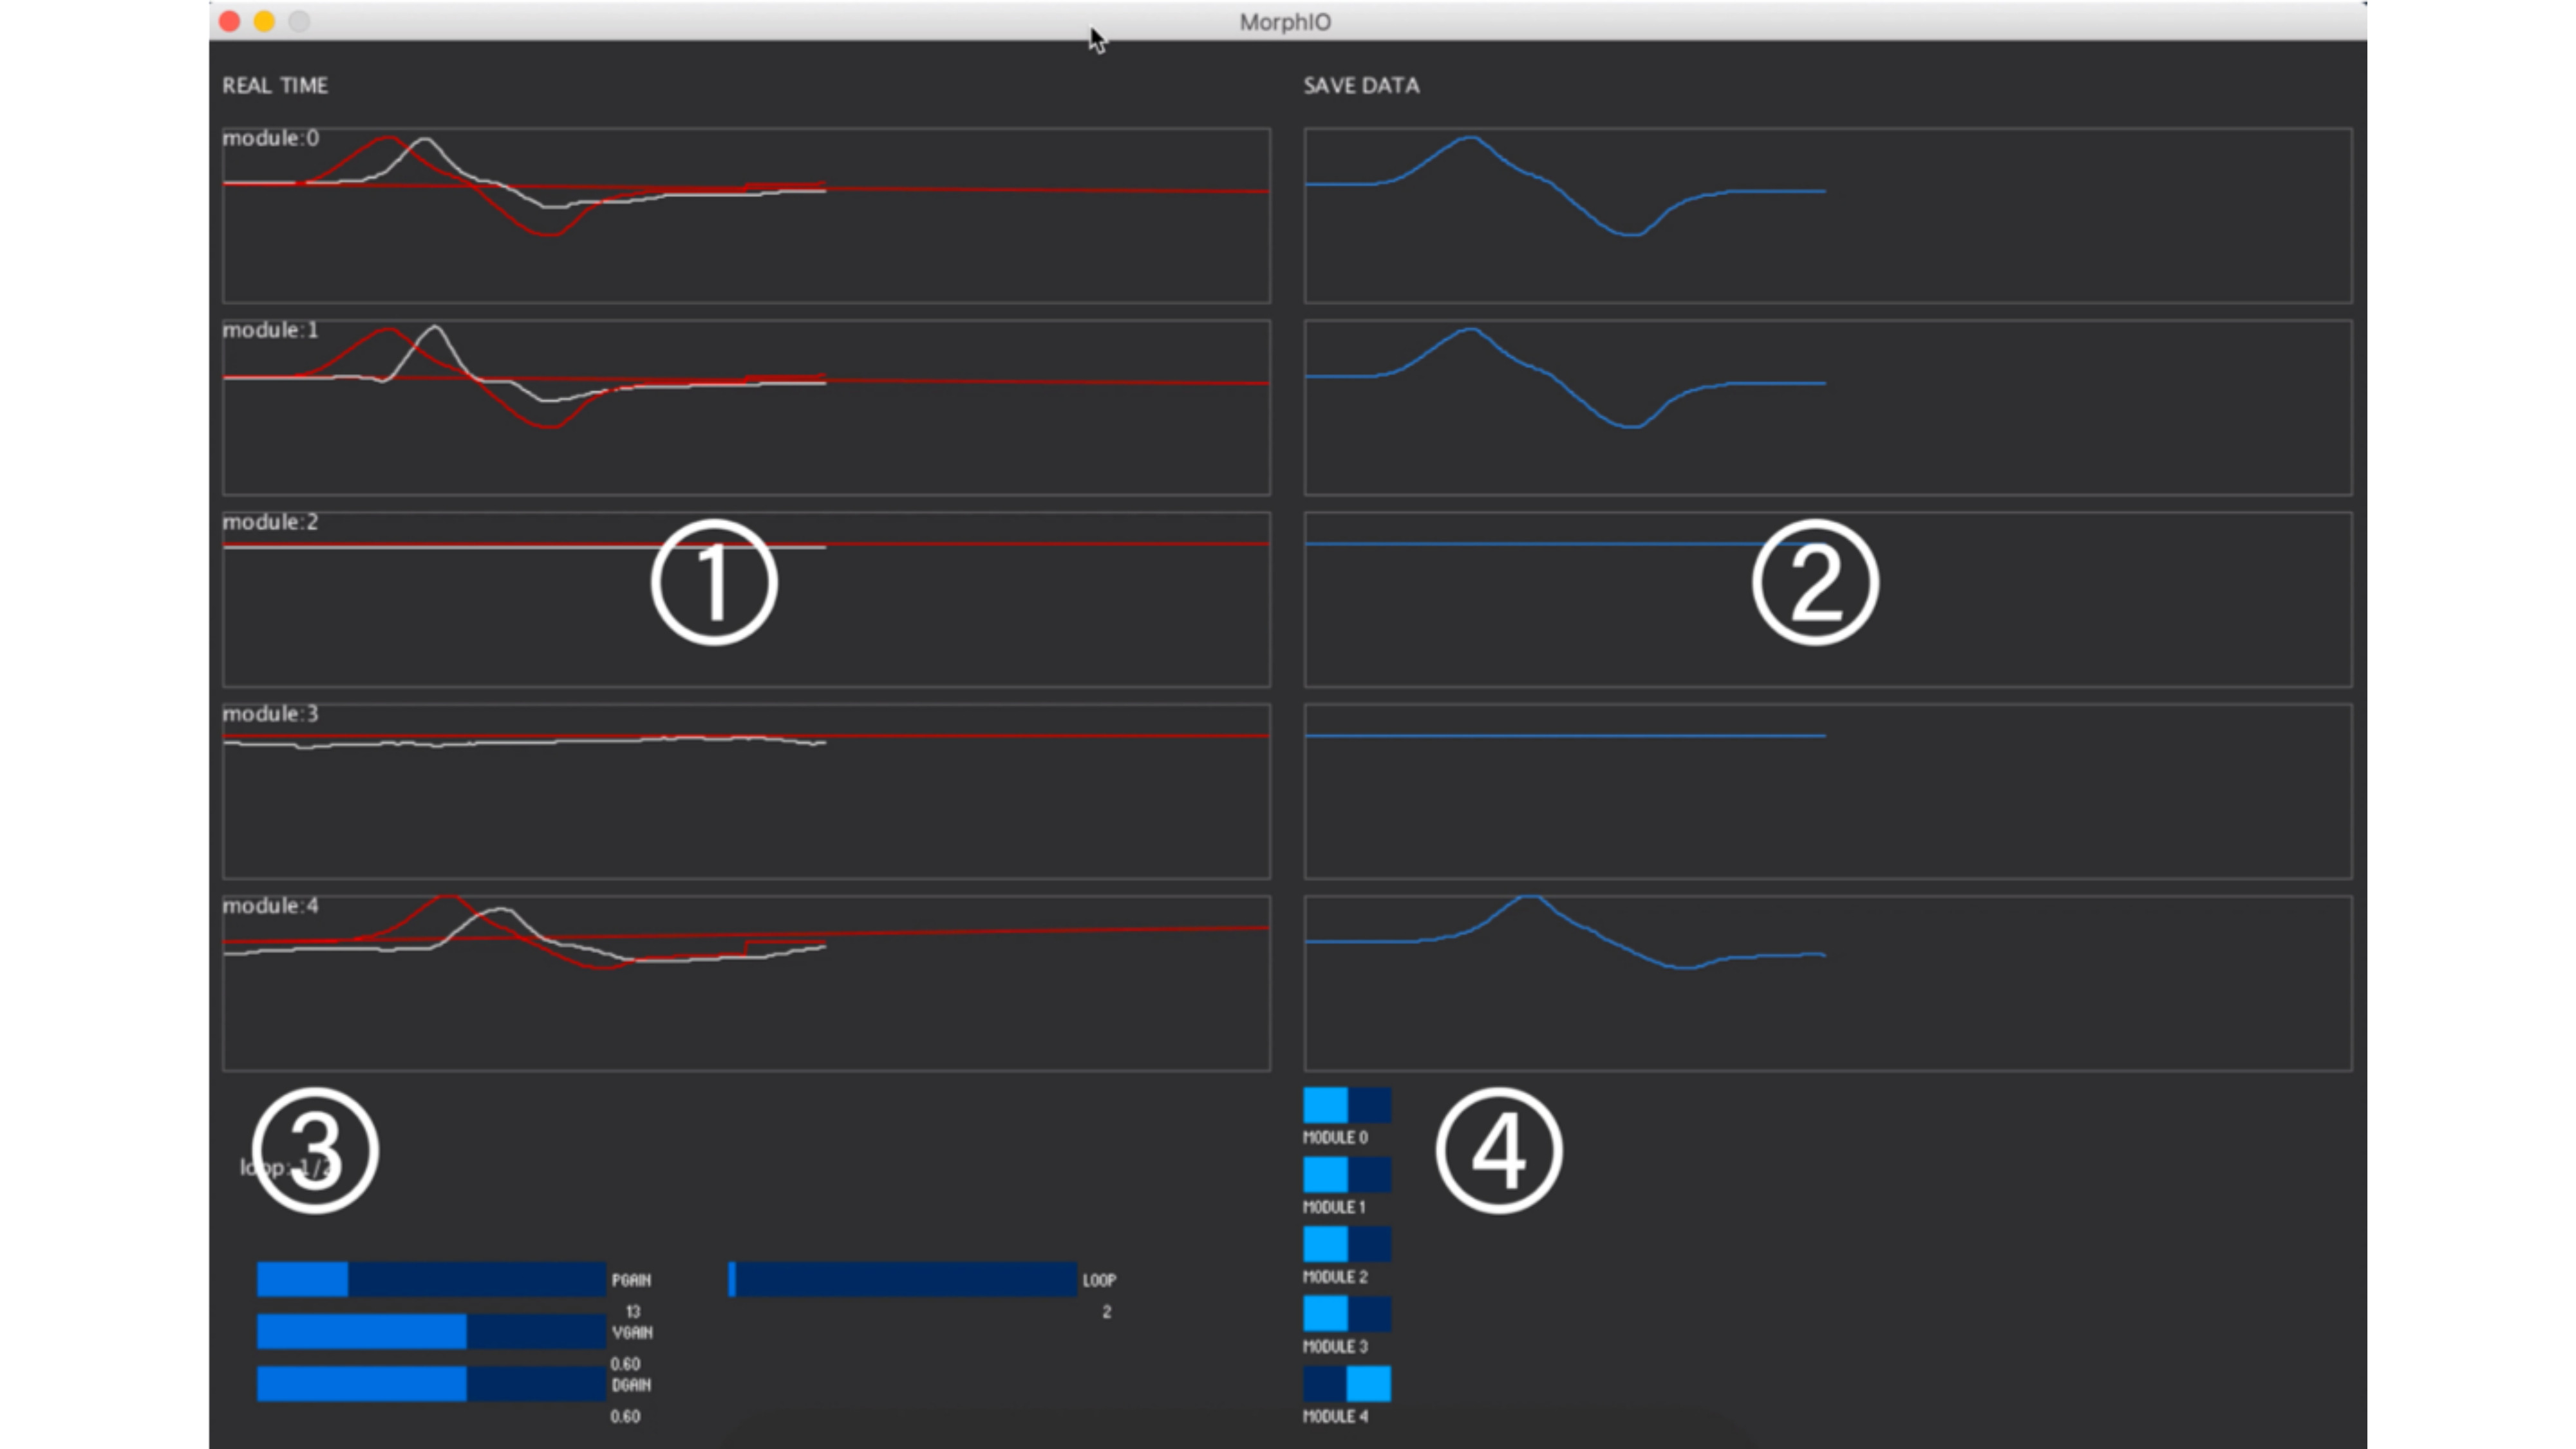 MorphIO
REAL TIME
SAVE DATA
module:0
module:1
module:2
①
②
module:3
module:4
③
④
loop: 1/2
MODULE 0
MODULE 1
MODULE 2
MODULE 3
MODULE 4
PGAIN
13
VGAIN
0.60
DGAIN
0.60
LOOP
2